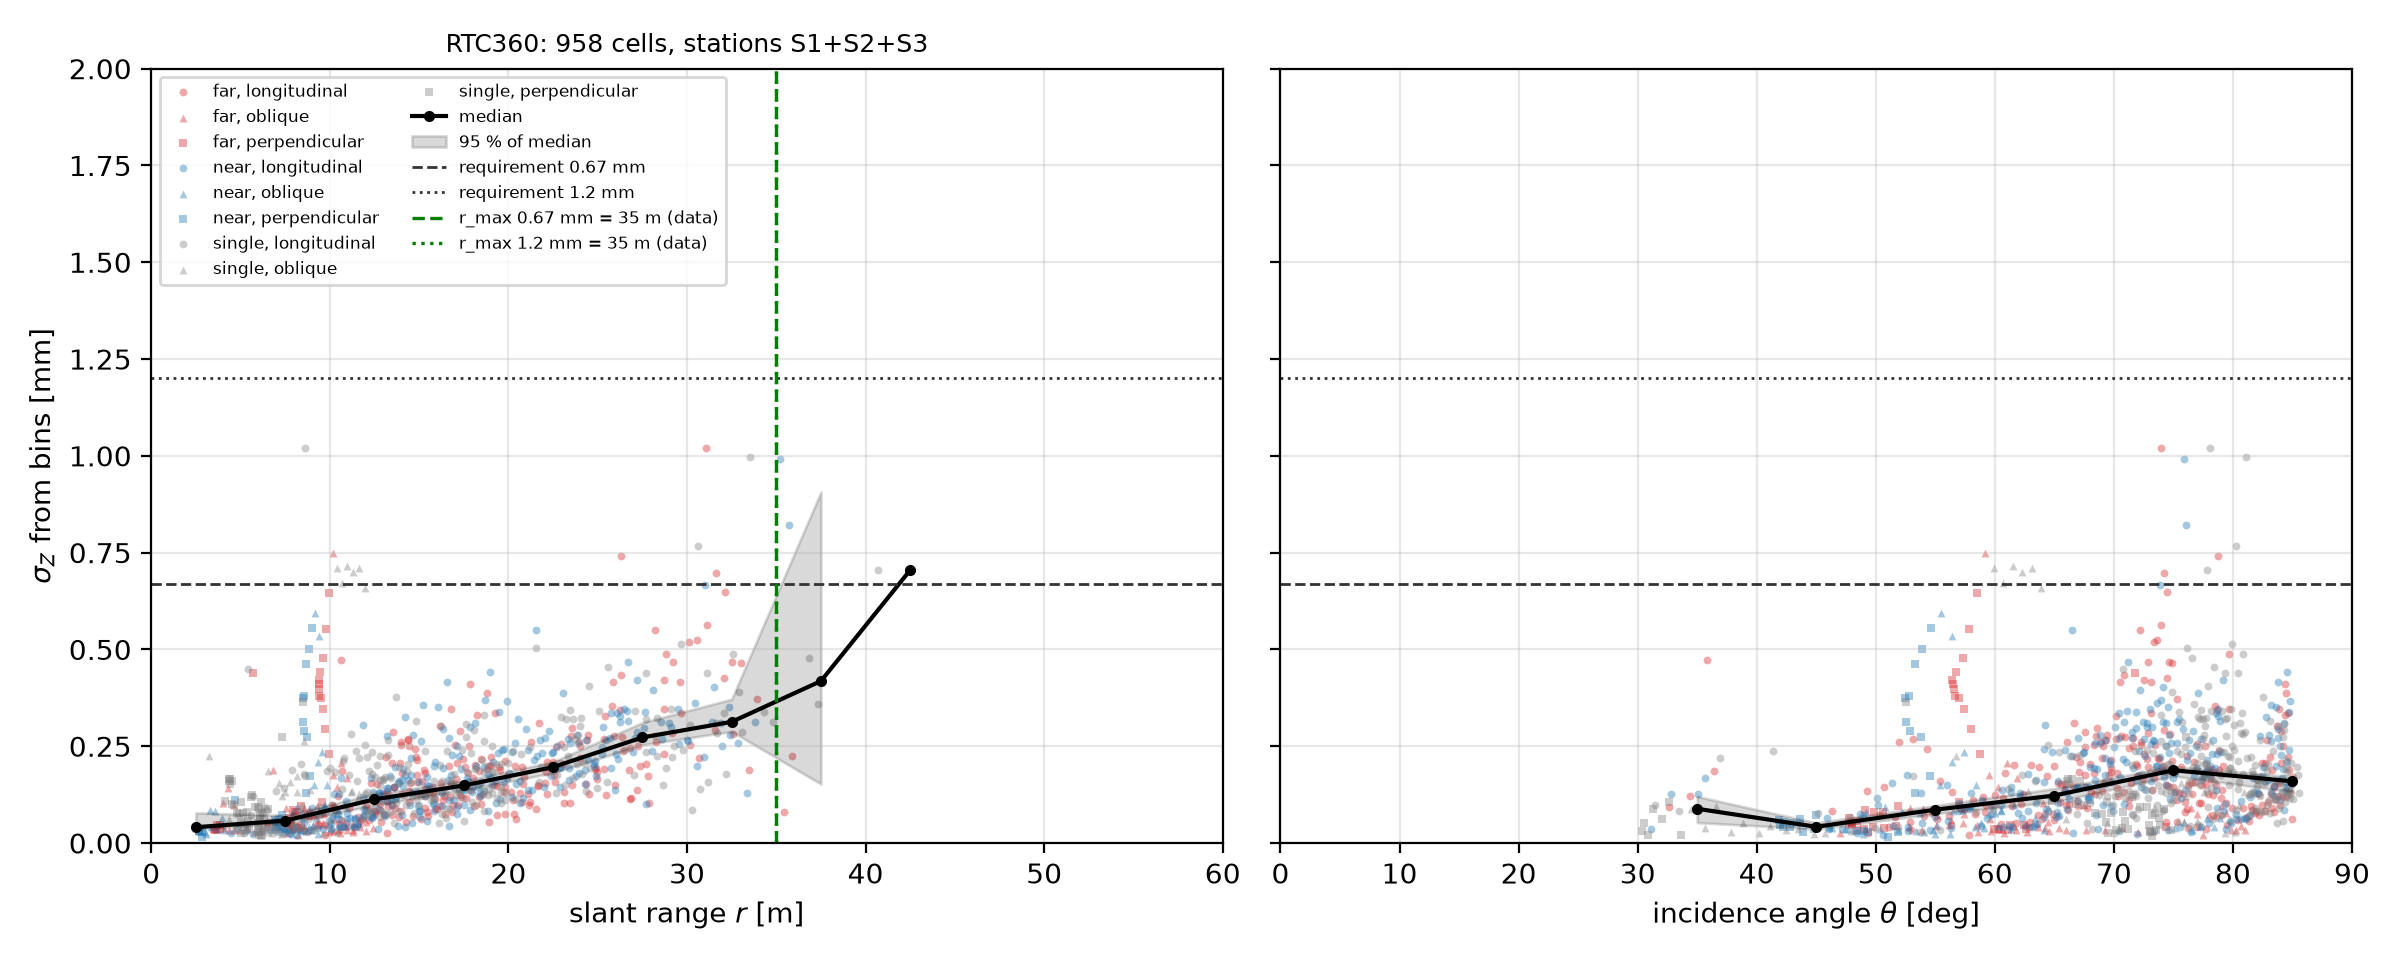 RTC360: 958 cells, stations S1+S2+S3
2.00
1.75
1.50
1.25
1.00
0.75
0.50
0.25
0.00
σZ from bins [mm]
far, longitudinal
far, oblique
far, perpendicular
near, longitudinal
near, oblique
near, perpendicular
single, longitudinal
single, oblique
single, perpendicular
median
95 % of median
requirement 0.67 mm
requirement 1.2 mm
r_max 0.67 mm = 35 m (data)
r_max 1.2 mm = 35 m (data)
0 10 20 30 40 50 60
slant range r [m]
0 10 20 30 40 50 60 70 80 90
incidence angle θ [deg]